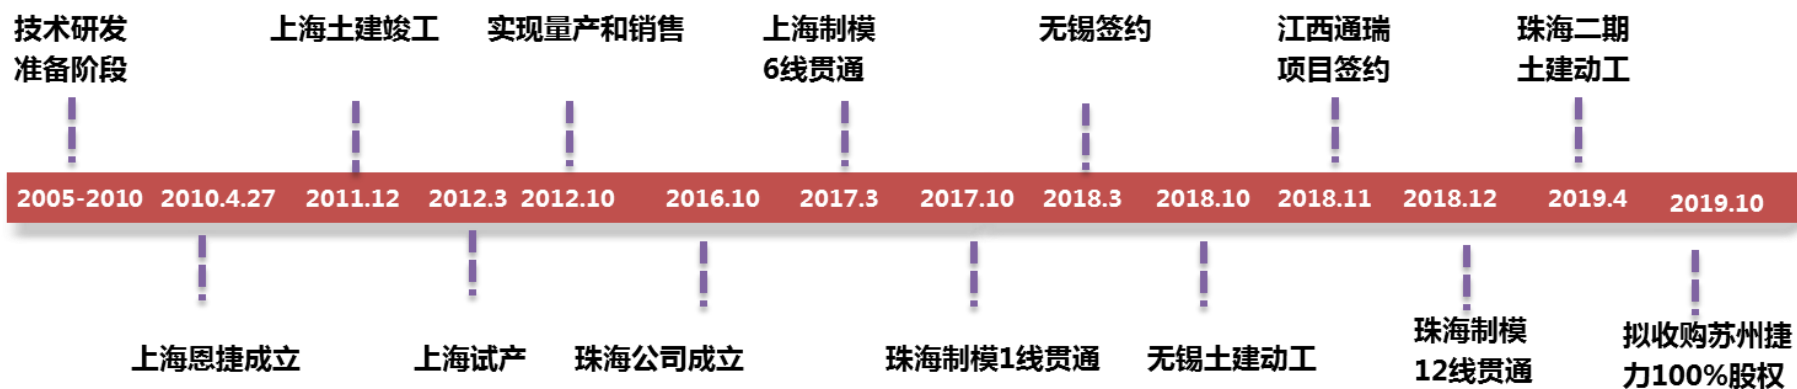 技术研发
准备阶段
上海土建竣工
实现量产和销售
上海制模
6线贯通
无锡签约
江西通瑞
项目签约
珠海二期
土建动工
2005-2010
2010.4.27
2011.12
2012.3
2012.10
2016.10
2017.3
2017.10
2018.3
2018.10
2018.11
2018.12
2019.4
2019.10
上海恩捷成立
上海试产
珠海公司成立
珠海制模1线贯通
无锡土建动工
珠海制模
12线贯通
拟收购苏州捷
力100%股权